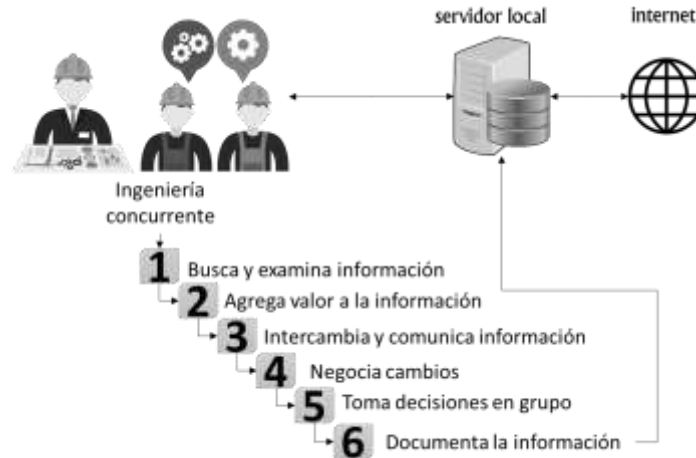 servidor local
internet
Ingeniería
concurrente
1 Busca y examina información
2 Agrega valor a la información
3 Intercambia y comunica información
4 Negocia cambios
5 Toma decisiones en grupo
6 Documenta la información